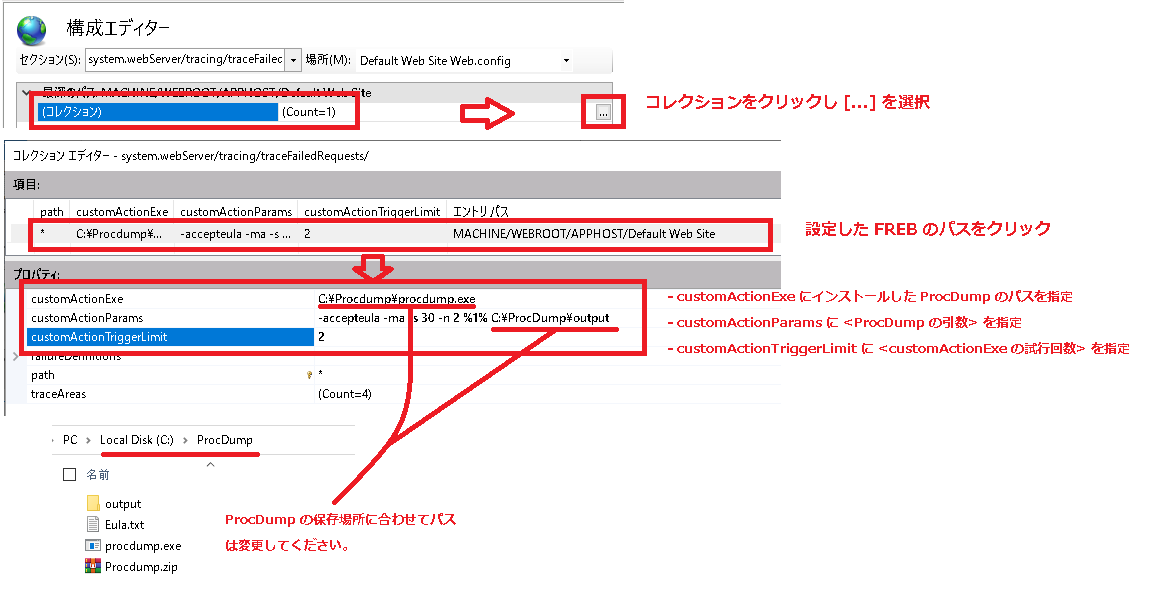 構成エディター
セクション(S): system.webServer/tracing/traceFailec 場所(M): Default Web Site Web.config
最深のパス: MACHINE/WEBROOT/APPHOST/Default Web Site
(コレクション) (Count=1) ...
コレクションをクリックし [...] を選択
コレクション エディター - system.webServer/tracing/traceFailedRequests/
項目:
path customActionExe customActionParams customActionTriggerLimit エントリ パス
* C:¥Procdump¥... -accepteula -ma -s ... 2 MACHINE/WEBROOT/APPHOST/Default Web Site
設定した FREB のパスをクリック
プロパティ:
customActionExe C:¥Procdump¥procdump.exe
customActionParams -accepteula -ma -s 30 -n 2 %1% C:¥ProcDump¥output
customActionTriggerLimit 2
failureDefinitions
path *
traceAreas (Count=4)
- customActionExe にインストールした ProcDump のパスを指定
- customActionParams に <ProcDump の引数> を指定
- customActionTriggerLimit に <customActionExe の試行回数> を指定
PC > Local Disk (C:) > ProcDump
名前
output
Eula.txt
procdump.exe
Procdump.zip
ProcDump の保存場所に合わせてパス
は変更してください。